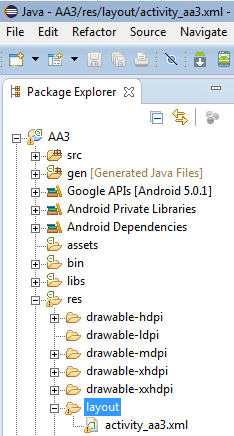 Java - AA3/res/layout/activity_aa3.xml -
File Edit Refactor Source Navigate
Package Explorer
AA3
src
gen [Generated Java Files]
Google APIs [Android 5.0.1]
Android Private Libraries
Android Dependencies
assets
bin
libs
res
drawable-hdpi
drawable-ldpi
drawable-mdpi
drawable-xhdpi
drawable-xxhdpi
layout
activity_aa3.xml